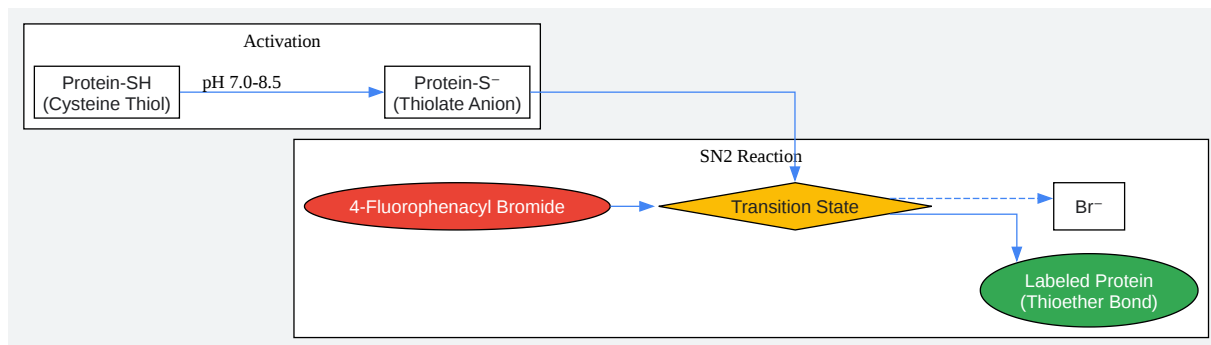 Activation
Protein-SH
(Cysteine Thiol)
pH 7.0-8.5
Protein-S⁻
(Thiolate Anion)
SN2 Reaction
4-Fluorophenacyl Bromide
Transition State
Br⁻
Labeled Protein
(Thioether Bond)